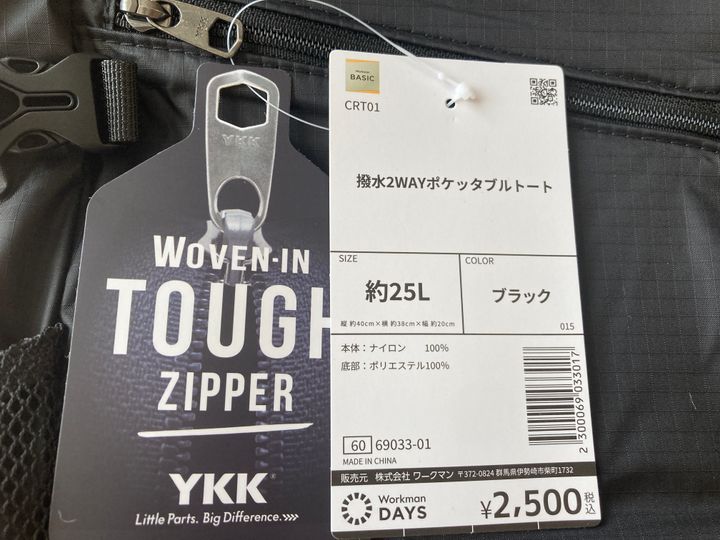 YKK
WOVEN-IN
TOUGH
ZIPPER
YKK®
Little Parts. Big Difference.
Workman
BASIC
CRT01
撥水2WAYポケッタブルトート
SIZE
約25L
縦 約40cm×横 約38cm×幅 約20cm
COLOR
ブラック
015
本体：ナイロン 100%
底部：ポリエステル100%
60 69033-01
MADE IN CHINA
2300069033017
販売元 株式会社 ワークマン 〒372-0824 群馬県伊勢崎市柴町1732
Workman
DAYS
¥2,500税込